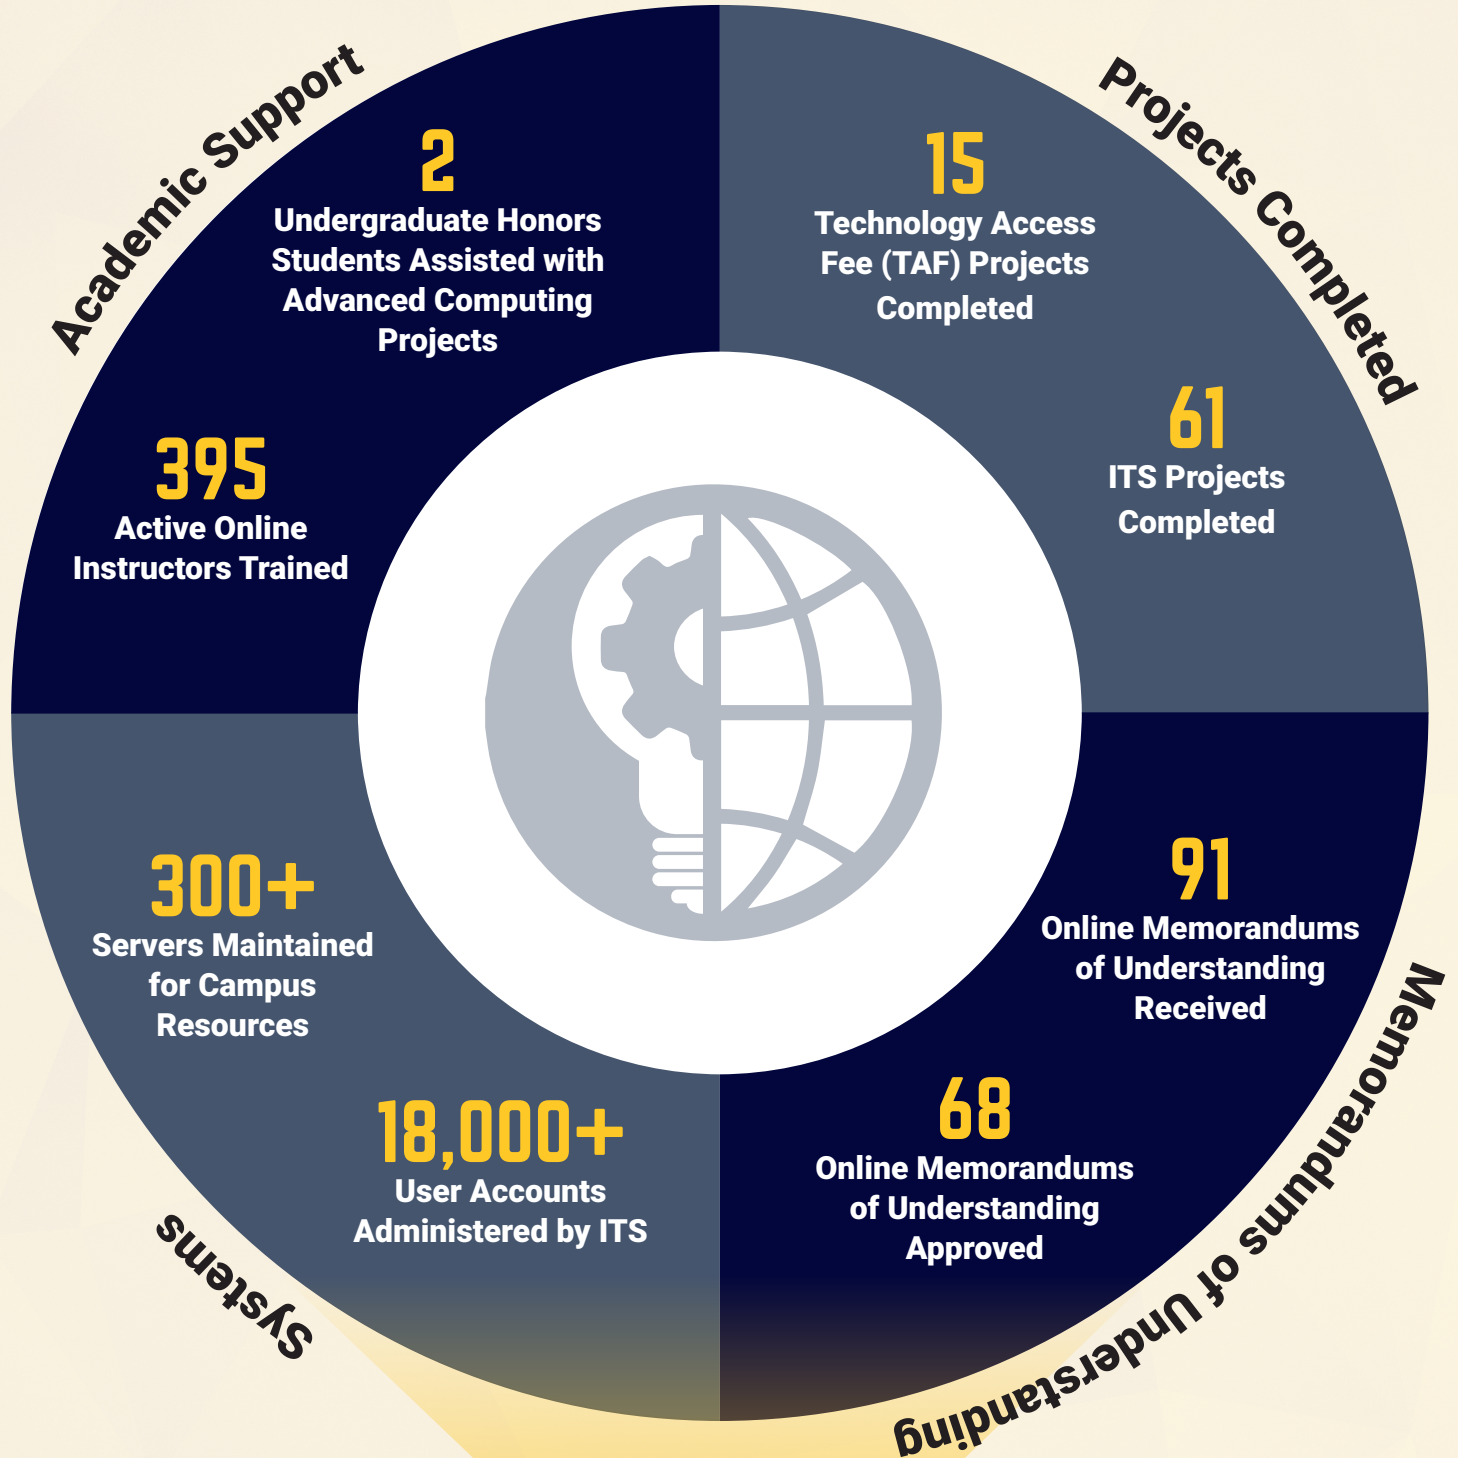 Academic Support
2
Undergraduate Honors
Students Assisted with
Advanced Computing
Projects
395
Active Online
Instructors Trained
Projects Completed
15
Technology Access
Fee (TAF) Projects
Completed
61
ITS Projects
Completed
300+
Servers Maintained
for Campus
Resources
18,000+
User Accounts
Administered by ITS
Systems
91
Online Memorandums
of Understanding
Received
68
Online Memorandums
of Understanding
Approved
Memorandums of Understanding